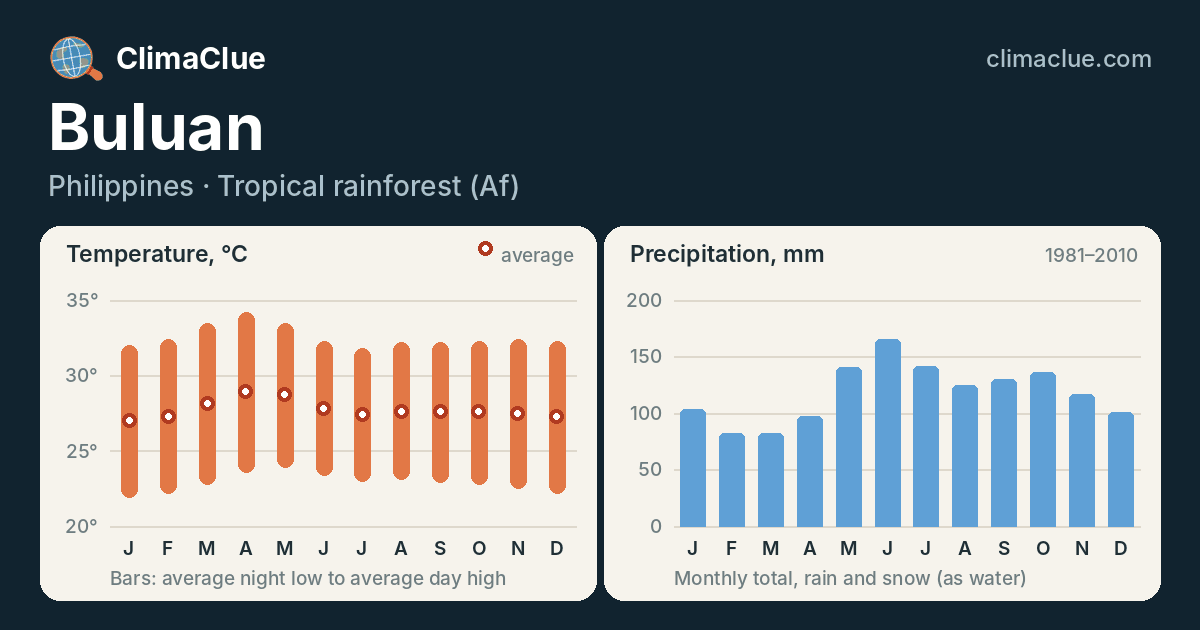 ClimaClue
climaclue.com
Buluan
Philippines · Tropical rainforest (Af)
Temperature, °C
average
35°
30°
25°
20°
J F M A M J J A S O N D
Bars: average night low to average day high
Precipitation, mm
1981–2010
200
150
100
50
0
J F M A M J J A S O N D
Monthly total, rain and snow (as water)